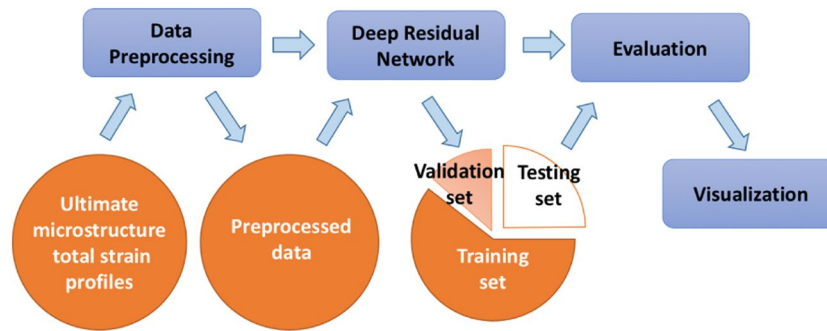 Data
Preprocessing
Deep Residual
Network
Evaluation
Ultimate
microstructure
total strain
profiles
Preprocessed
data
Validation
set
Testing
set
Training
set
Visualization